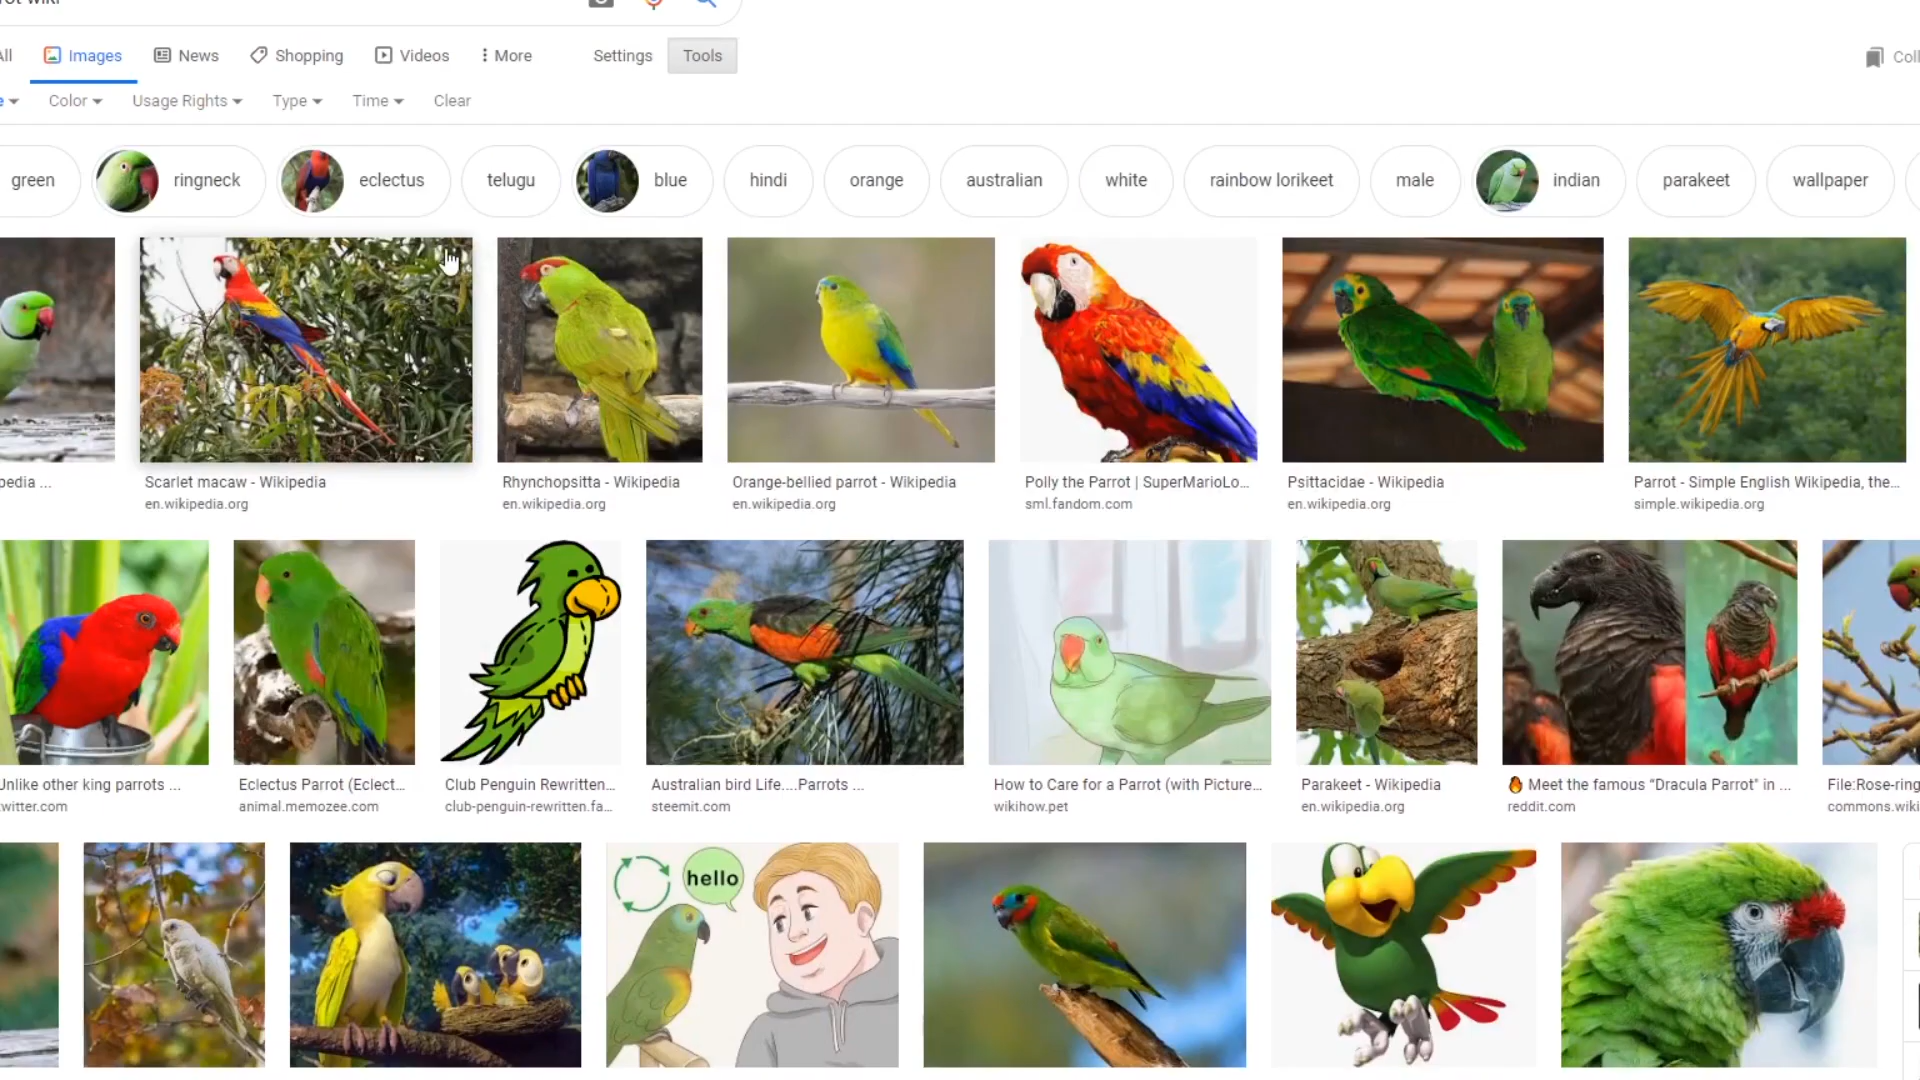 wiki
All Images News Shopping Videos More Settings Tools
Color Usage Rights Type Time Clear
green ringneck eclectus telugu blue hindi orange australian white rainbow lorikeet male indian parakeet wallpaper
Scarlet macaw - Wikipedia
en.wikipedia.org
Rhynchopsitta - Wikipedia
en.wikipedia.org
Orange-bellied parrot - Wikipedia
en.wikipedia.org
Polly the Parrot | SuperMarioLo...
sml.fandom.com
Psittacidae - Wikipedia
en.wikipedia.org
Parrot - Simple English Wikipedia, the...
simple.wikipedia.org
Unlike other king parrots ...
witter.com
Eclectus Parrot (Eclect...
animal.memozee.com
Club Penguin Rewritten...
club-penguin-rewritten.fa...
Australian bird Life....Parrots ...
steemit.com
How to Care for a Parrot (with Picture...
wikihow.pet
Parakeet - Wikipedia
en.wikipedia.org
🔥 Meet the famous "Dracula Parrot" in ...
reddit.com
File:Rose-ring
commons.wiki
hello